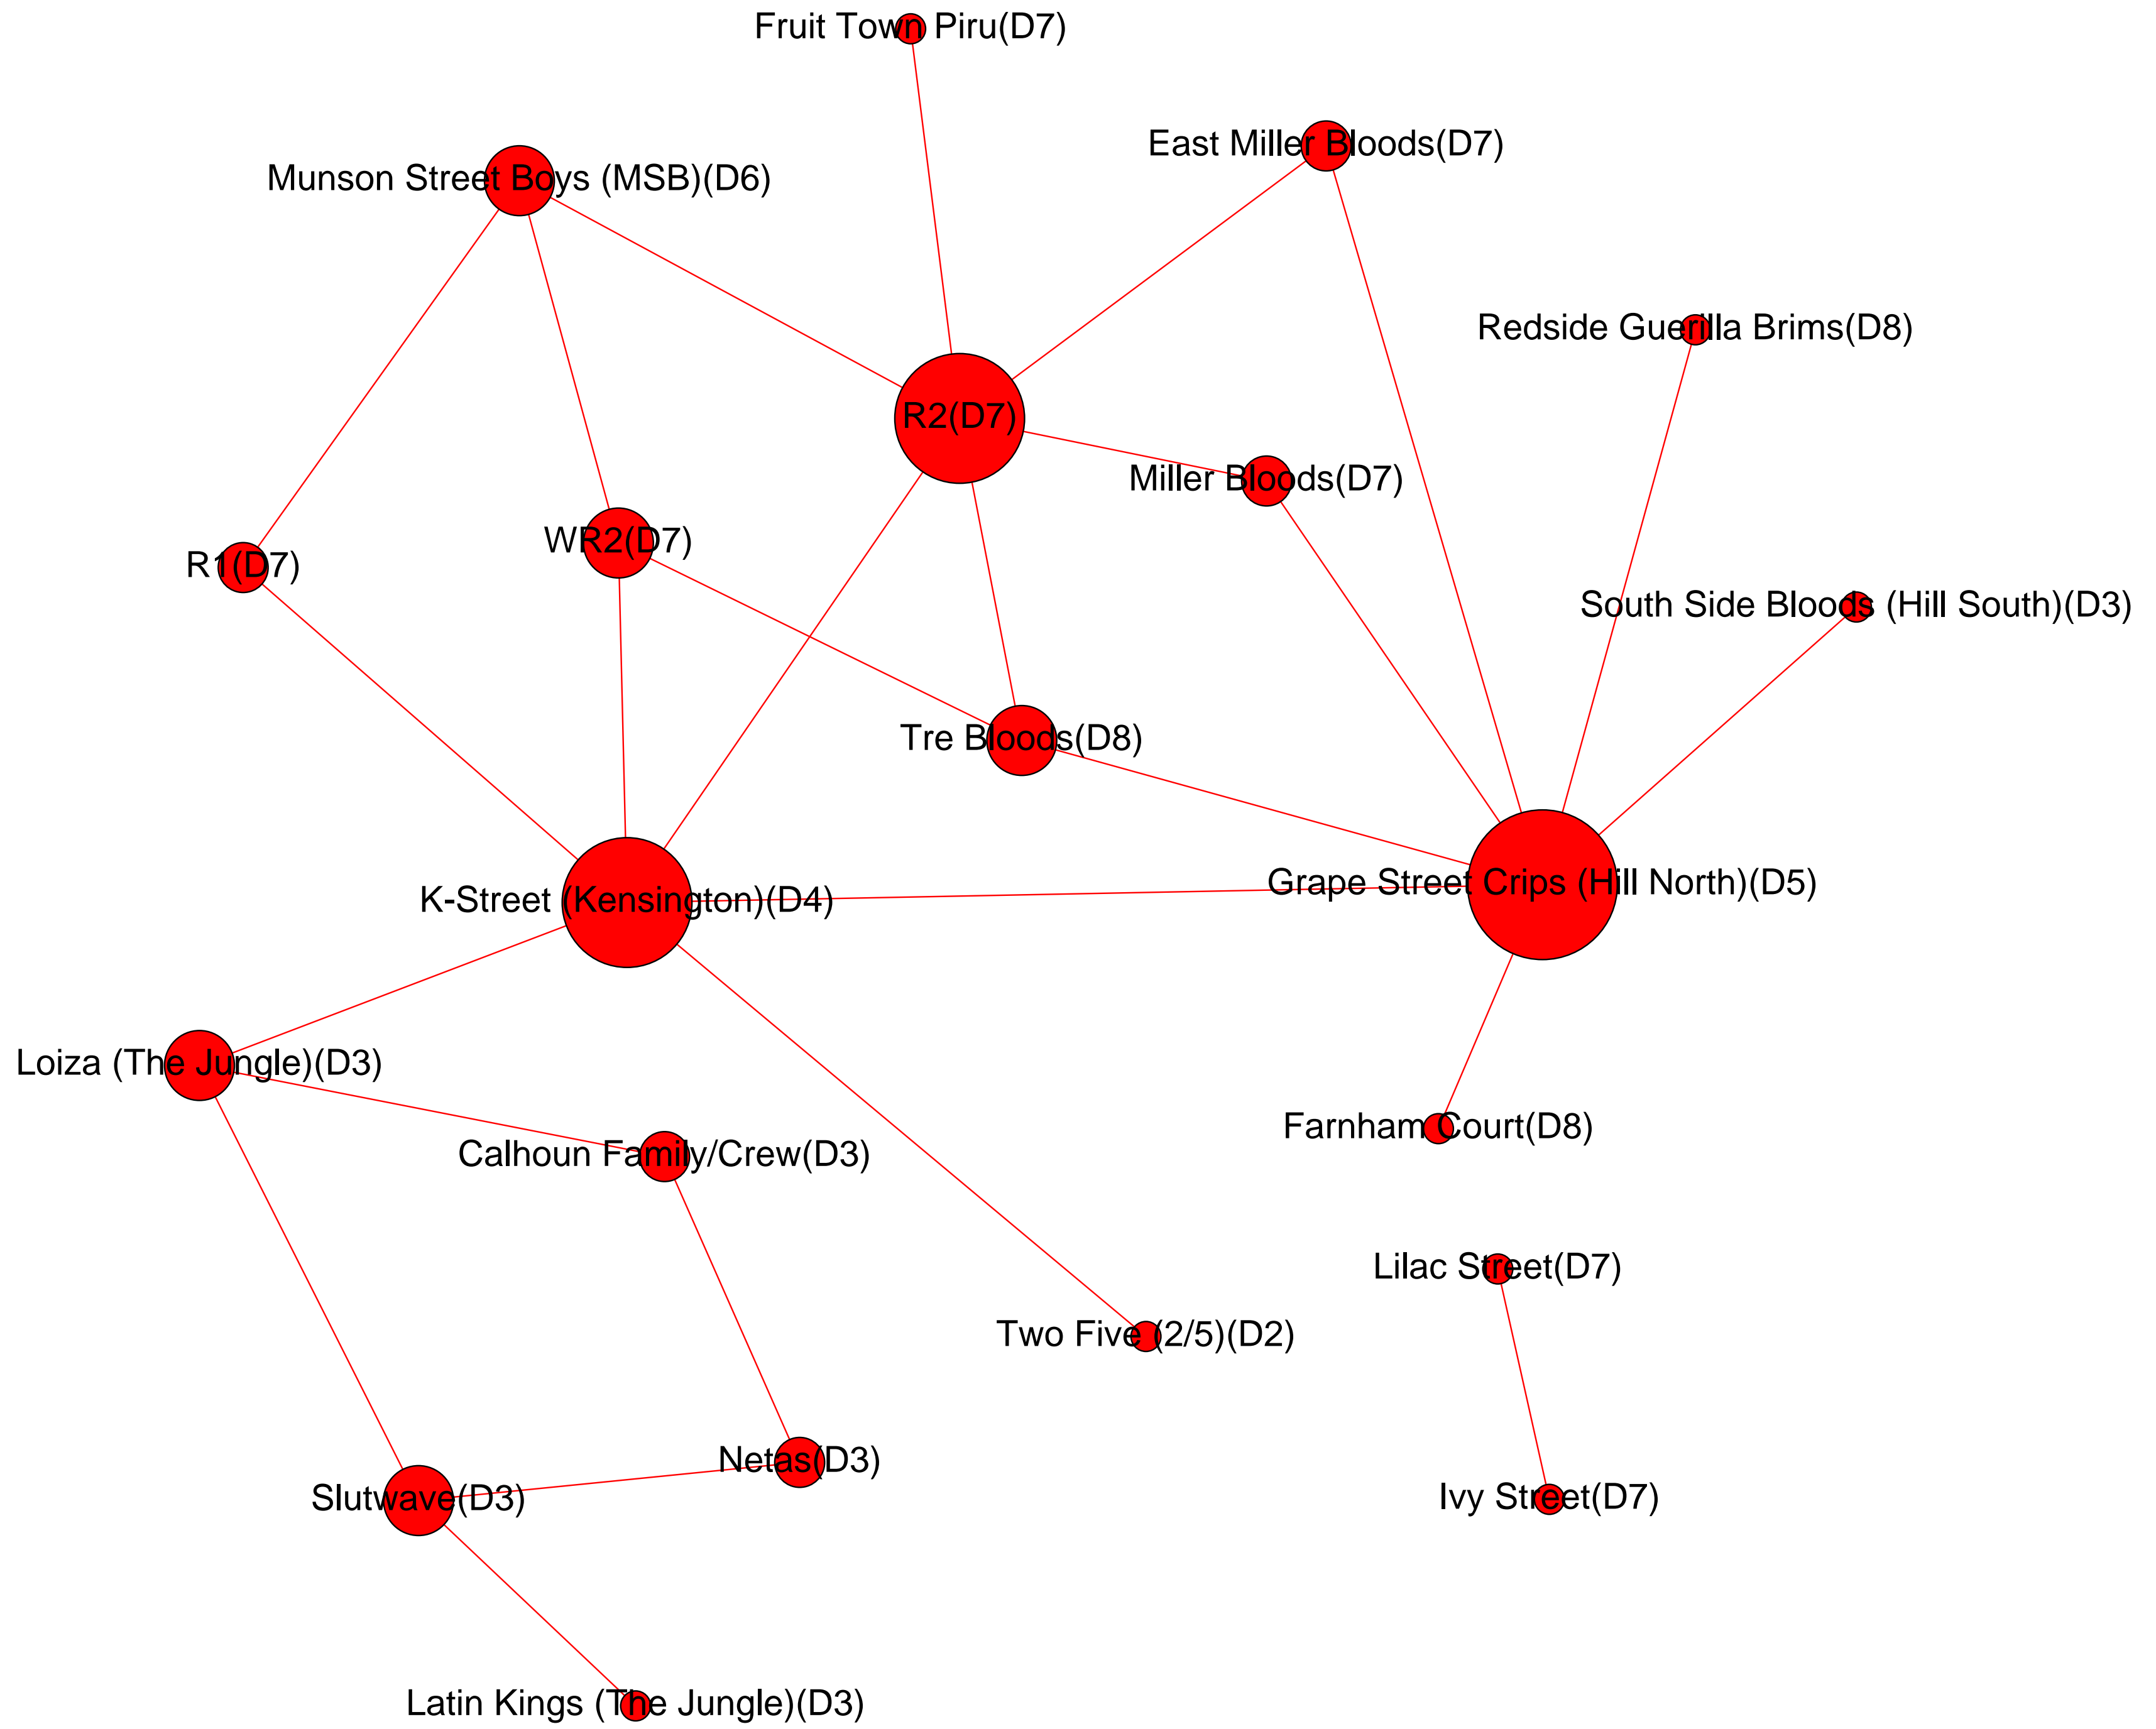 Fruit Town Piru(D7)
East Miller Bloods(D7)
Munson Street Boys (MSB)(D6)
Redside Guerilla Brims(D8)
R2(D7)
Miller Bloods(D7)
WR2(D7)
R1(D7)
South Side Bloods (Hill South)(D3)
Tre Bloods(D8)
Grape Street Crips (Hill North)(D5)
K-Street (Kensington)(D4)
Loiza (The Jungle)(D3)
Farnham Court(D8)
Calhoun Family/Crew(D3)
Lilac Street(D7)
Two Five (2/5)(D2)
Netas(D3)
Slutwave(D3)
Ivy Street(D7)
Latin Kings (The Jungle)(D3)